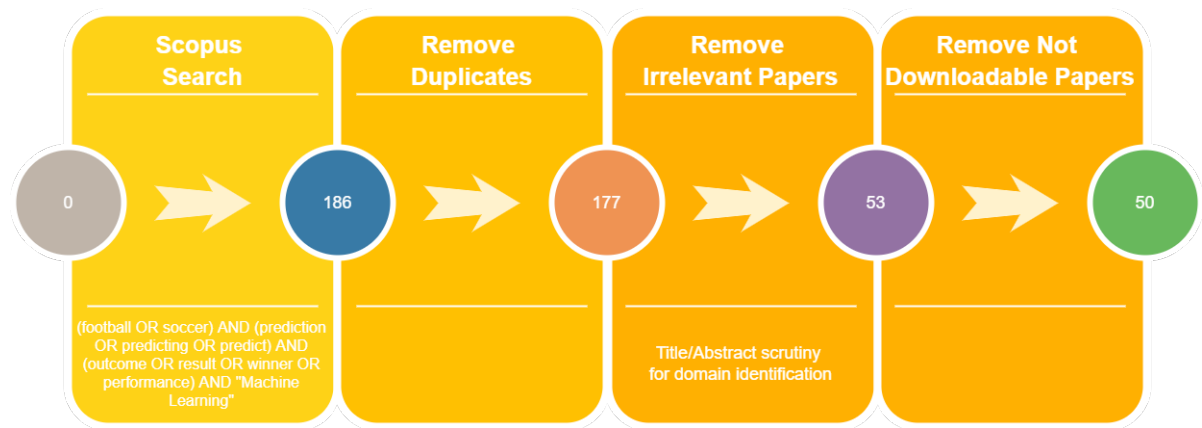 Scopus
Search
Remove
Duplicates
Remove
Irrelevant Papers
Remove Not
Downloadable Papers
0
186
177
53
50
(football OR soccer) AND (prediction
OR predicting OR predict) AND
(outcome OR result OR winner OR
performance) AND "Machine
Learning"
Title/Abstract scrutiny
for domain identification